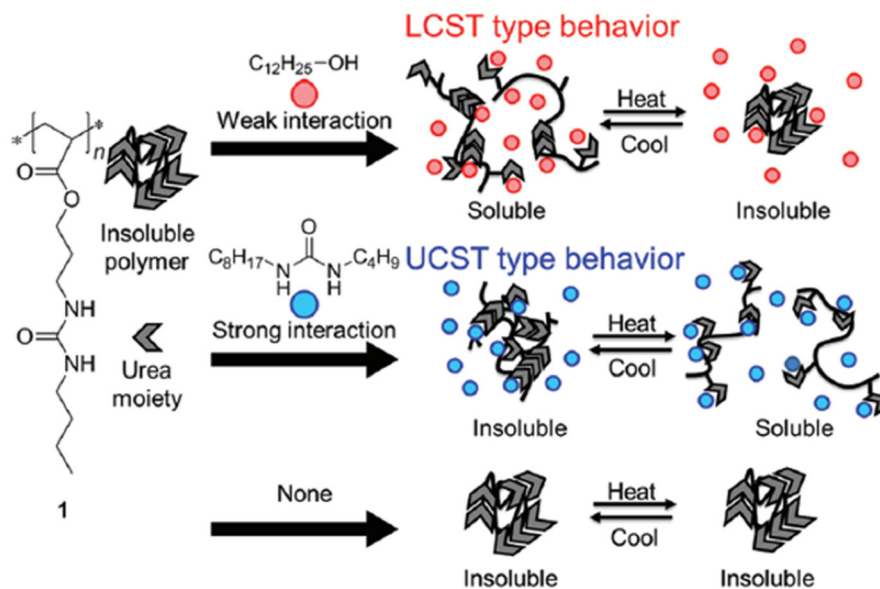 LCST type behavior
C12H25–OH
Weak interaction
Heat
Cool
Soluble
Insoluble
*
*
n
O
O
Insoluble
polymer
O
C8H17
N
H
N
H
C4H9
UCST type behavior
Strong interaction
Heat
Cool
Insoluble
Soluble
NH
O
NH
Urea
moiety
1
None
Heat
Cool
Insoluble
Insoluble